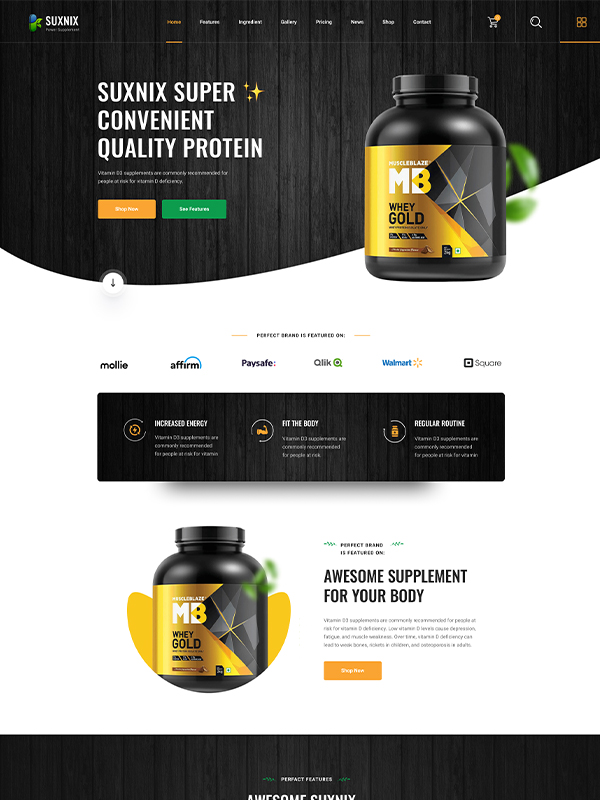 SUXNIX
Power Supplement
Home Features Ingredient Gallery Pricing News Shop Contact
SUXNIX SUPER
CONVENIENT
QUALITY PROTEIN
Vitamin D3 supplements are commonly recommended for
people at risk for vitamin D deficiency.
Shop Now
See Features
MUSCLEBLAZE
MB
WHEY
GOLD
PERFECT BRAND IS FEATURED ON:
mollie
affirm
Paysafe:
Qlik
Walmart
Square
INCREASED ENERGY
Vitamin D3 supplements are
commonly recommended
for people at risk for vitamin
FIT THE BODY
Vitamin D3 supplements are
commonly recommended
for people at risk.
REGULAR ROUTINE
Vitamin D3 supplements are
commonly recommended
for people at risk for vitamin
MUSCLEBLAZE
MB
WHEY
GOLD
PERFECT BRAND
IS FEATURED ON:
AWESOME SUPPLEMENT
FOR YOUR BODY
Vitamin D3 supplements are commonly recommended for people at
risk for vitamin D deficiency. Low vitamin D levels cause depression,
fatigue, and muscle weakness. Over time, vitamin D deficiency can
lead to weak bones, rickets in children, and osteoporosis in adults.
Shop Now
PERFACT FEATURES
AWESOME SUXNIX